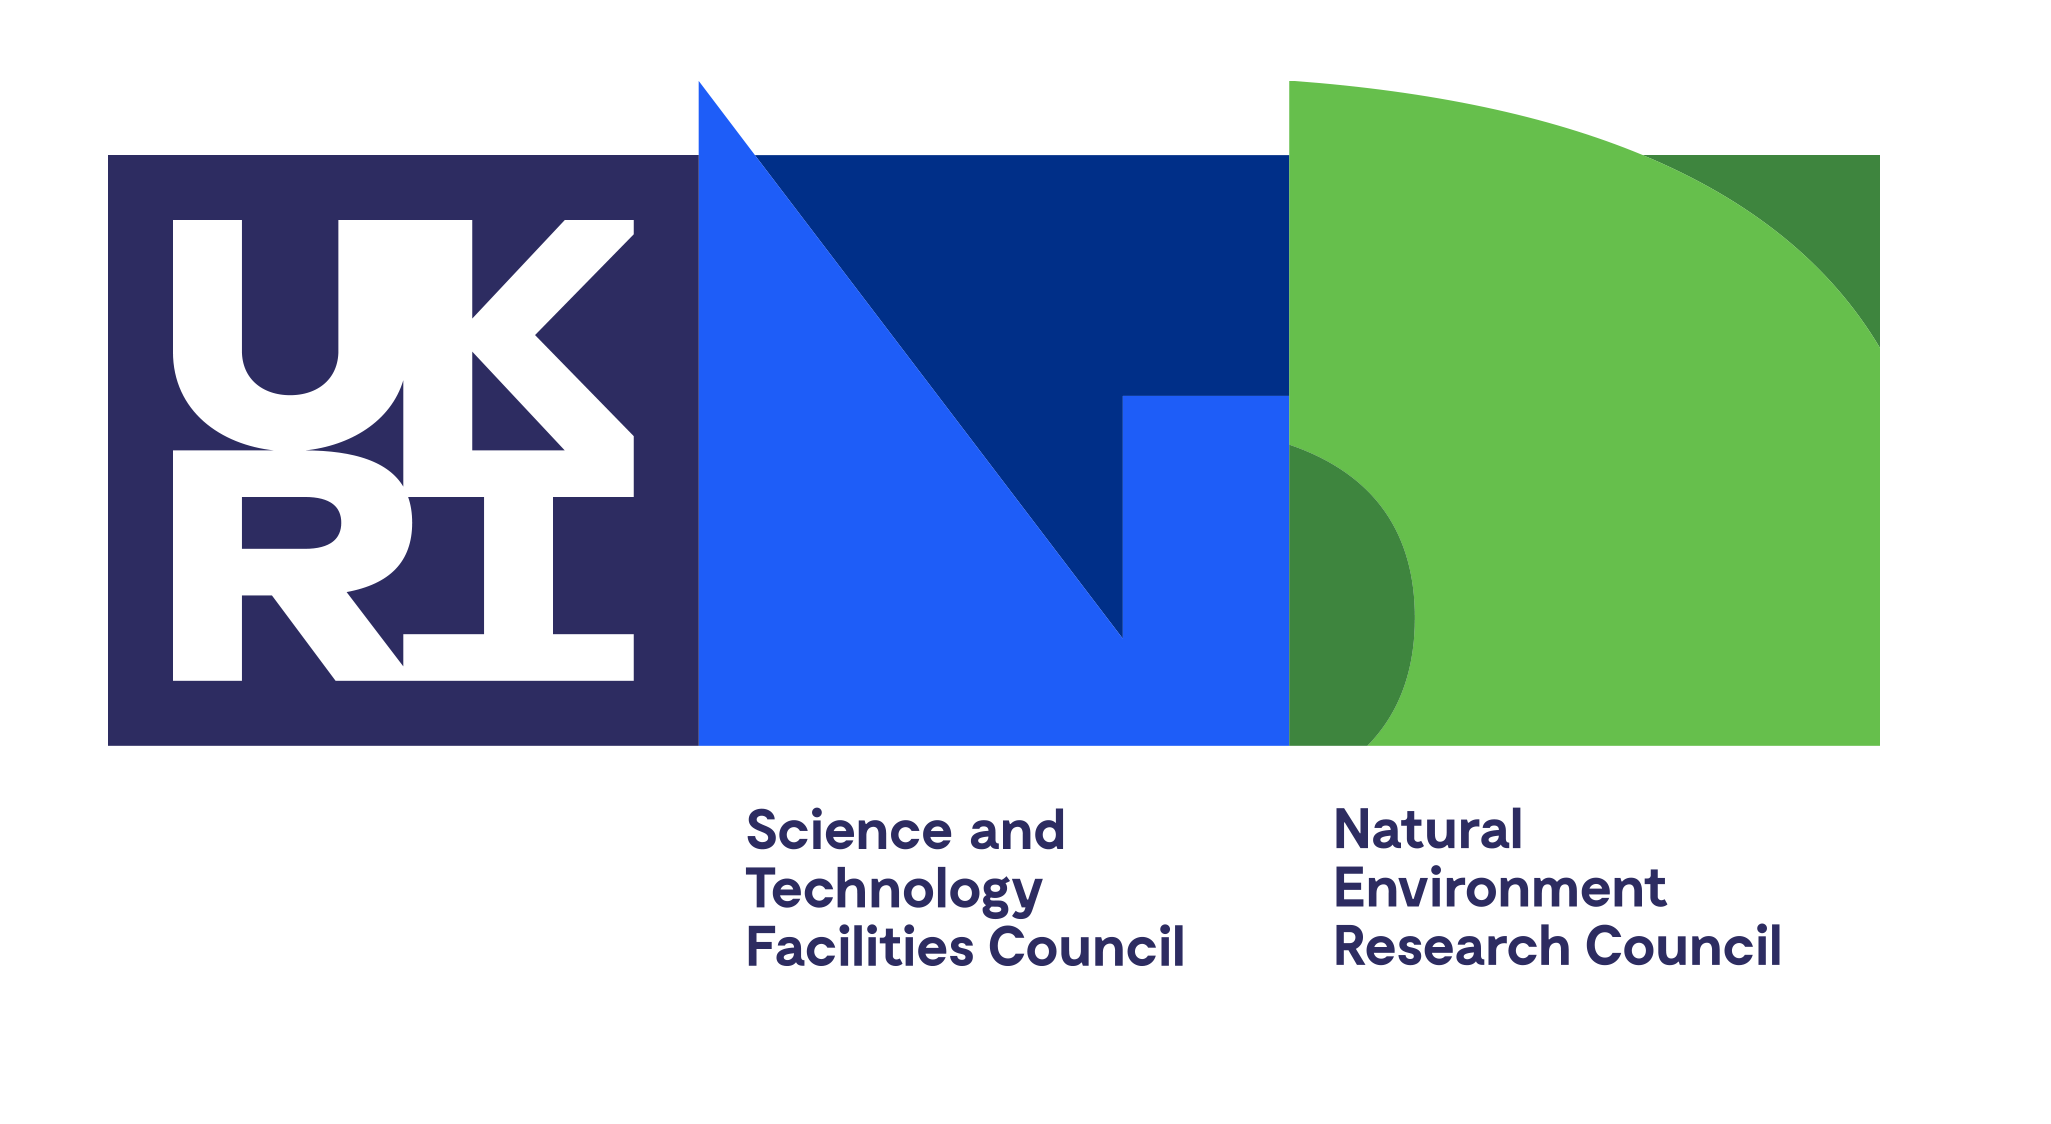 UK
RI
Science and
Technology
Facilities Council
Natural
Environment
Research Council